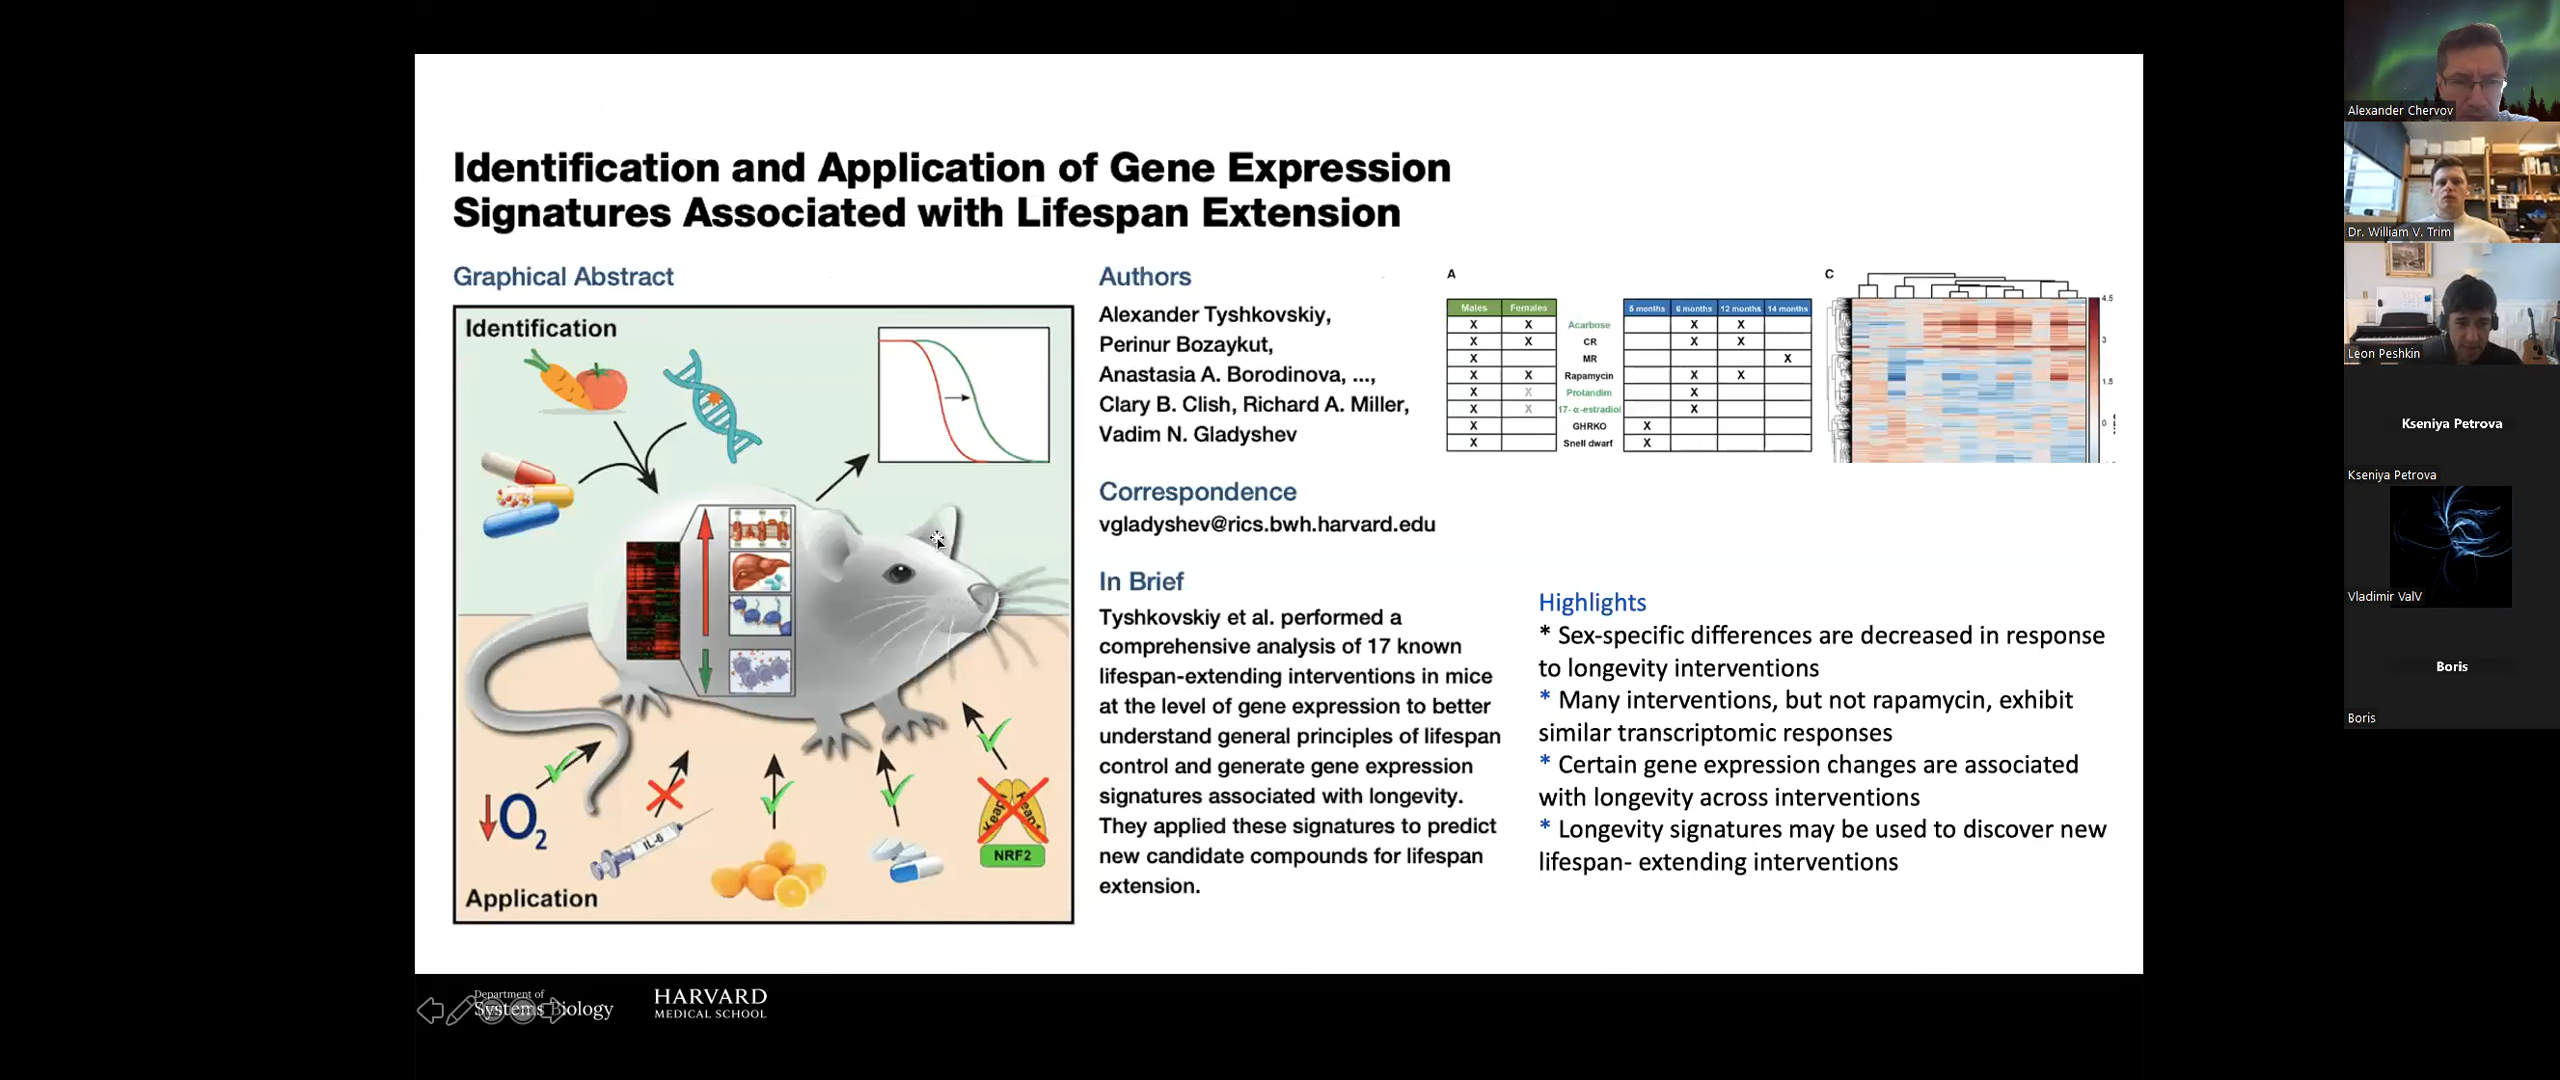 Identification and Application of Gene Expression
Signatures Associated with Lifespan Extension
Graphical Abstract
Identification
IL-6
O2
Keap1
Keap1
NRF2
Application
Authors
Alexander Tyshkovskiy,
Perinur Bozaykut,
Anastasia A. Borodinova, ...,
Clary B. Clish, Richard A. Miller,
Vadim N. Gladyshev
Correspondence
vgladyshev@rics.bwh.harvard.edu
In Brief
Tyshkovskiy et al. performed a
comprehensive analysis of 17 known
lifespan-extending interventions in mice
at the level of gene expression to better
understand general principles of lifespan
control and generate gene expression
signatures associated with longevity.
They applied these signatures to predict
new candidate compounds for lifespan
extension.
A
Males Females 5 months 6 months 12 months 14 months
X X Acarbose X X
X X CR X X
X MR X
X X Rapamycin X X
X X Protandim X
X X 17-α-estradiol X
X GHRKO X
X Snell dwarf X
C
4.5
3
1.5
0
Highlights
* Sex-specific differences are decreased in response
to longevity interventions
* Many interventions, but not rapamycin, exhibit
similar transcriptomic responses
* Certain gene expression changes are associated
with longevity across interventions
* Longevity signatures may be used to discover new
lifespan- extending interventions
Department of
Systems Biology
HARVARD
MEDICAL SCHOOL
Alexander Chervov
Dr. William V. Trim
Leon Peshkin
Kseniya Petrova
Kseniya Petrova
Vladimir ValV
Boris
Boris